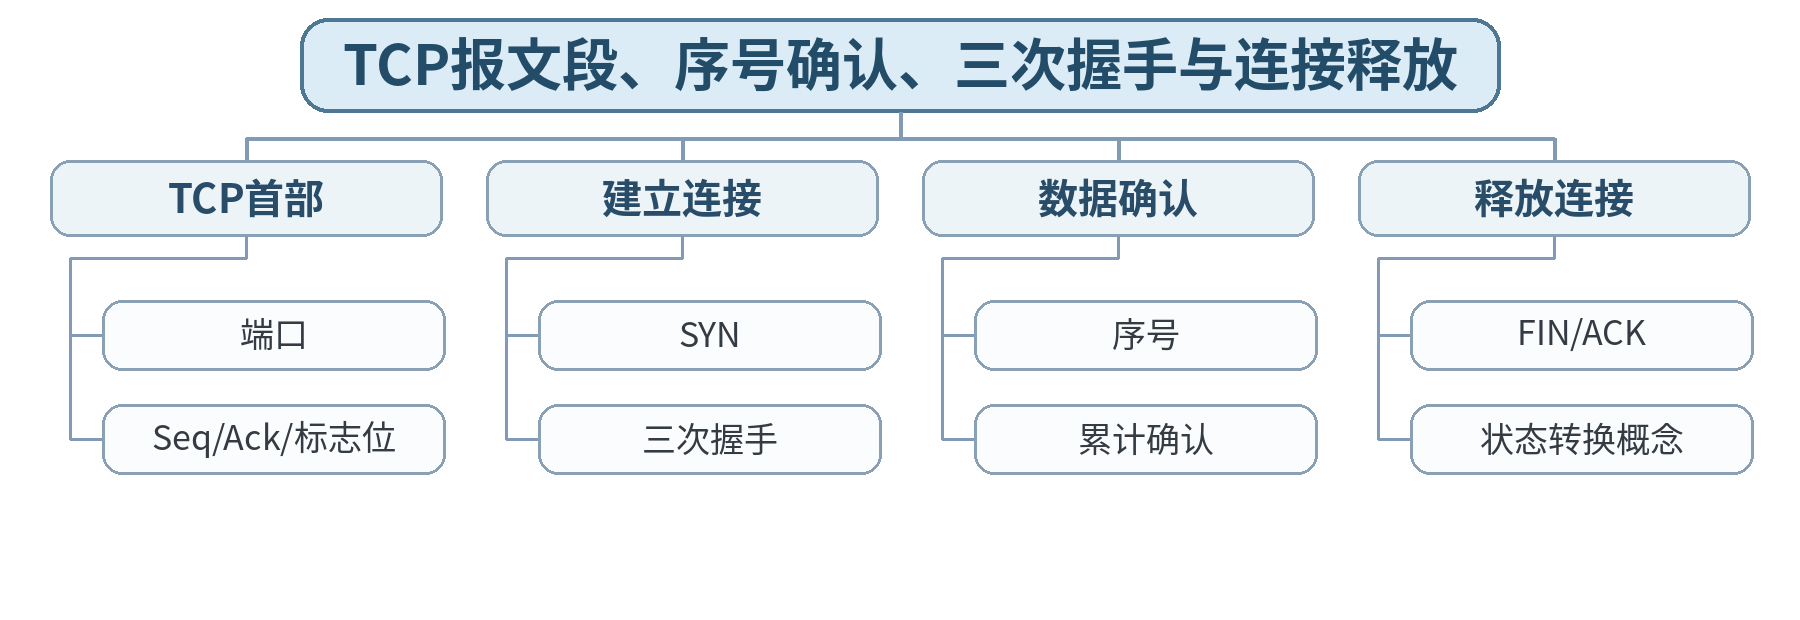 TCP报文段、序号确认、三次握手与连接释放
TCP首部
建立连接
数据确认
释放连接
端口
SYN
序号
FIN/ACK
Seq/Ack/标志位
三次握手
累计确认
状态转换概念